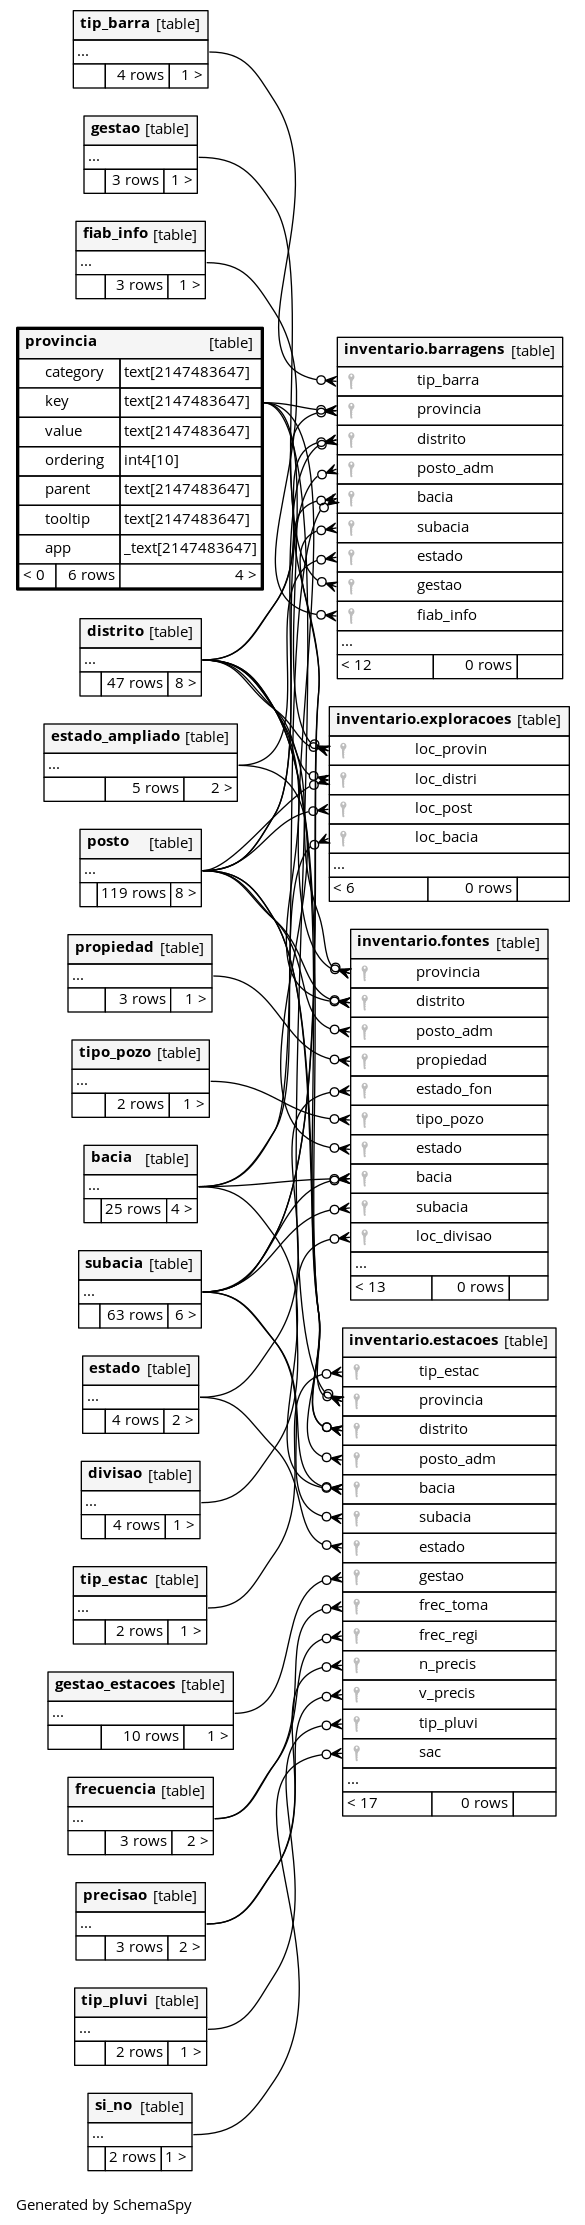 tip_barra [table]
...
4 rows 1 >
gestao [table]
...
3 rows 1 >
fiab_info [table]
...
3 rows 1 >
provincia [table]
category text[2147483647]
key text[2147483647]
value text[2147483647]
ordering int4[10]
parent text[2147483647]
tooltip text[2147483647]
app _text[2147483647]
< 0 6 rows 4 >
distrito [table]
...
47 rows 8 >
estado_ampliado [table]
...
5 rows 2 >
posto [table]
...
119 rows 8 >
propiedad [table]
...
3 rows 1 >
tipo_pozo [table]
...
2 rows 1 >
bacia [table]
...
25 rows 4 >
subacia [table]
...
63 rows 6 >
estado [table]
...
4 rows 2 >
divisao [table]
...
4 rows 1 >
tip_estac [table]
...
2 rows 1 >
gestao_estacoes [table]
...
10 rows 1 >
frecuencia [table]
...
3 rows 2 >
precisao [table]
...
3 rows 2 >
tip_pluvi [table]
...
2 rows 1 >
si_no [table]
...
2 rows 1 >
inventario.barragens [table]
tip_barra
provincia
distrito
posto_adm
bacia
subacia
estado
gestao
fiab_info
...
< 12 0 rows
inventario.exploracoes [table]
loc_provin
loc_distri
loc_post
loc_bacia
...
< 6 0 rows
inventario.fontes [table]
provincia
distrito
posto_adm
propiedad
estado_fon
tipo_pozo
estado
bacia
subacia
loc_divisao
...
< 13 0 rows
inventario.estacoes [table]
tip_estac
provincia
distrito
posto_adm
bacia
subacia
estado
gestao
frec_toma
frec_regi
n_precis
v_precis
tip_pluvi
sac
...
< 17 0 rows
Generated by SchemaSpy